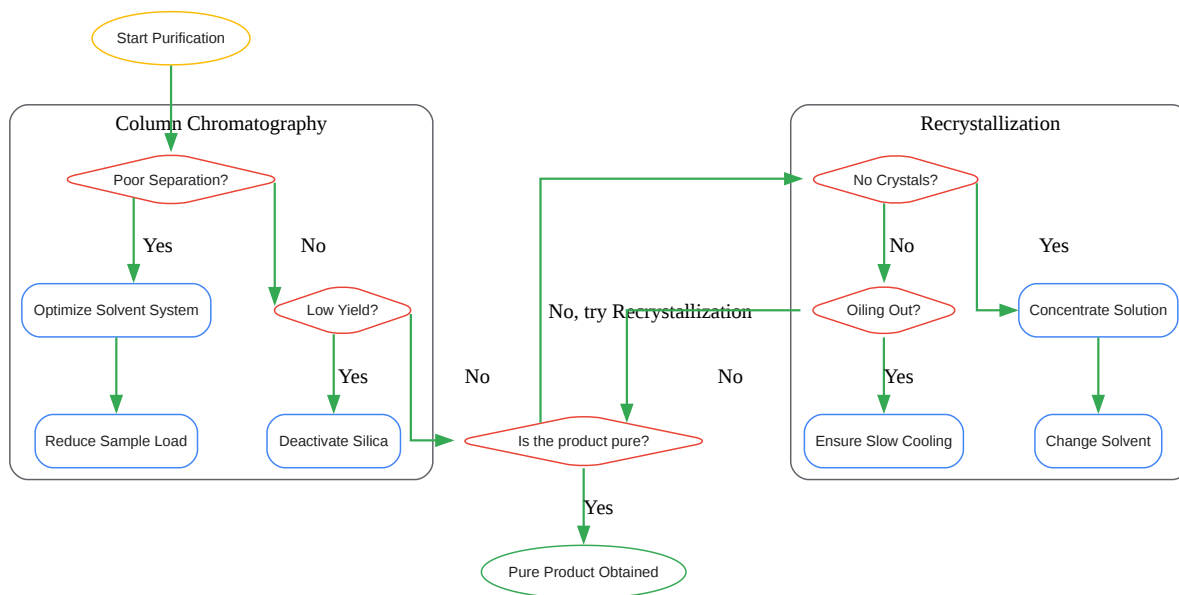 Start Purification
Column Chromatography
Recrystallization
Poor Separation?
No Crystals?
Yes
No
No
Yes
Optimize Solvent System
Low Yield?
No, try Recrystallization
Oiling Out?
Concentrate Solution
Yes
No
No
Yes
Reduce Sample Load
Deactivate Silica
Is the product pure?
Ensure Slow Cooling
Change Solvent
Yes
Pure Product Obtained